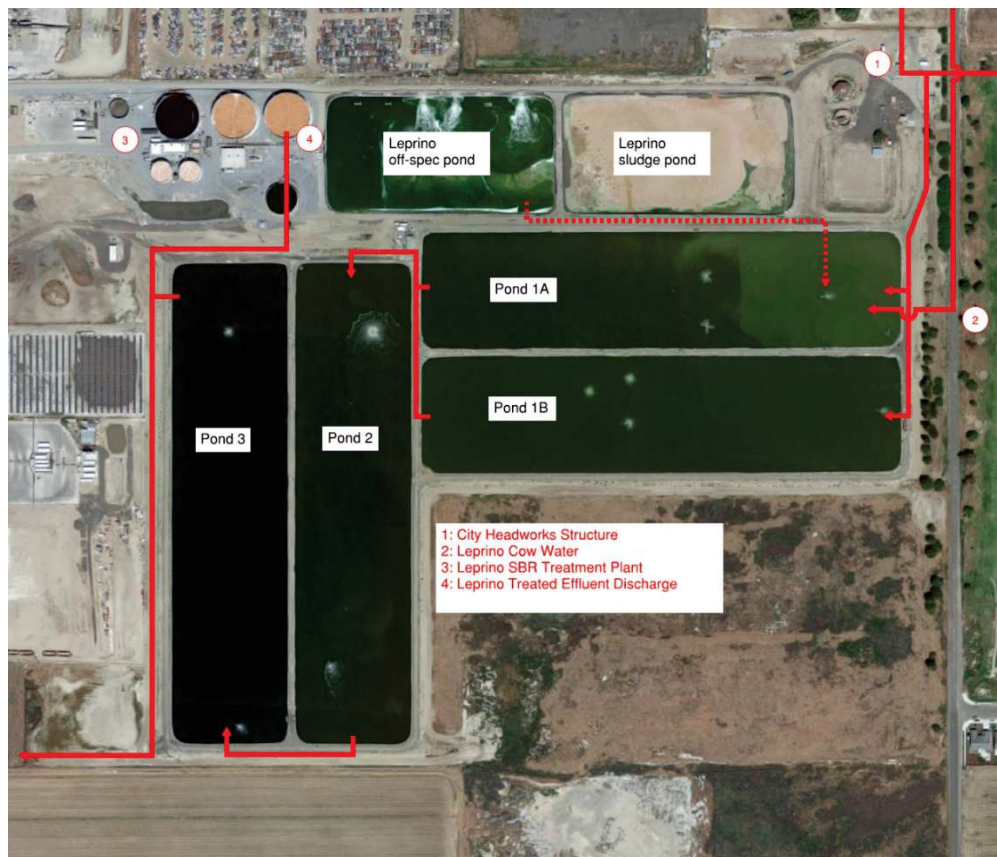 1
3
4
Leprino
off-spec pond
Leprino
sludge pond
Pond 1A
2
Pond 1B
Pond 3
Pond 2
1: City Headworks Structure
2: Leprino Cow Water
3: Leprino SBR Treatment Plant
4: Leprino Treated Effluent Discharge